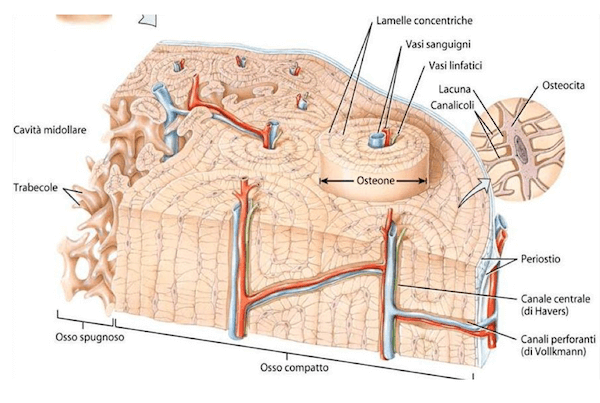 Lamelle concentriche
Vasi sanguigni
Vasi linfatici
Lacuna
Osteocita
Canalicoli
Cavità midollare
Trabecole
Osteone
Periostio
Canale centrale
(di Havers)
Canali perforanti
(di Vollkmann)
Osso spugnoso
Osso compatto